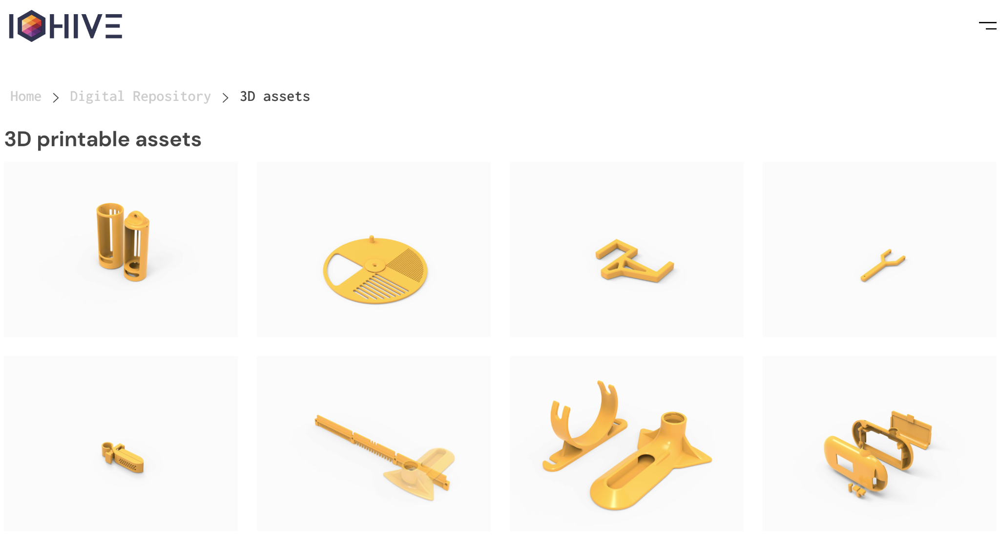 IOHIVE
Home > Digital Repository > 3D assets
3D printable assets